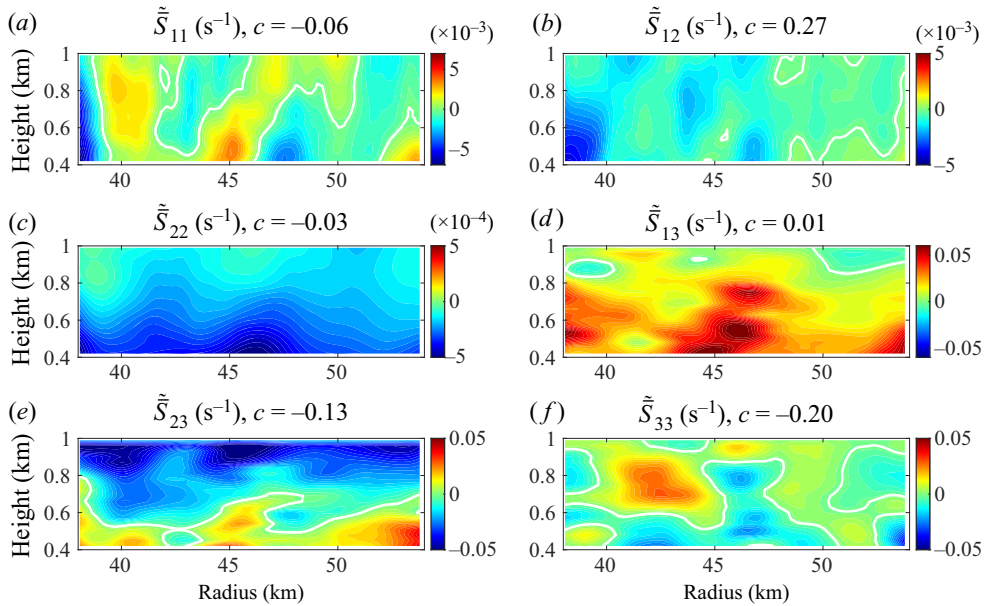 (a) S̃̄₁₁ (s⁻¹), c = –0.06 (×10⁻³)
(b) S̃̄₁₂ (s⁻¹), c = 0.27 (×10⁻³)
Height (km)
1
0.8
0.6
0.4
40 45 50
5
0
–5
1
0.8
0.6
0.4
40 45 50
5
0
–5
(c) S̃̄₂₂ (s⁻¹), c = –0.03 (×10⁻⁴)
(d) S̃̄₁₃ (s⁻¹), c = 0.01
Height (km)
1
0.8
0.6
0.4
40 45 50
5
0
–5
1
0.8
0.6
0.4
40 45 50
0.05
0
–0.05
(e) S̃̄₂₃ (s⁻¹), c = –0.13
(f) S̃̄₃₃ (s⁻¹), c = –0.20
Height (km)
1
0.8
0.6
0.4
40 45 50
Radius (km)
0.05
0
–0.05
1
0.8
0.6
0.4
40 45 50
Radius (km)
0.05
0
–0.05